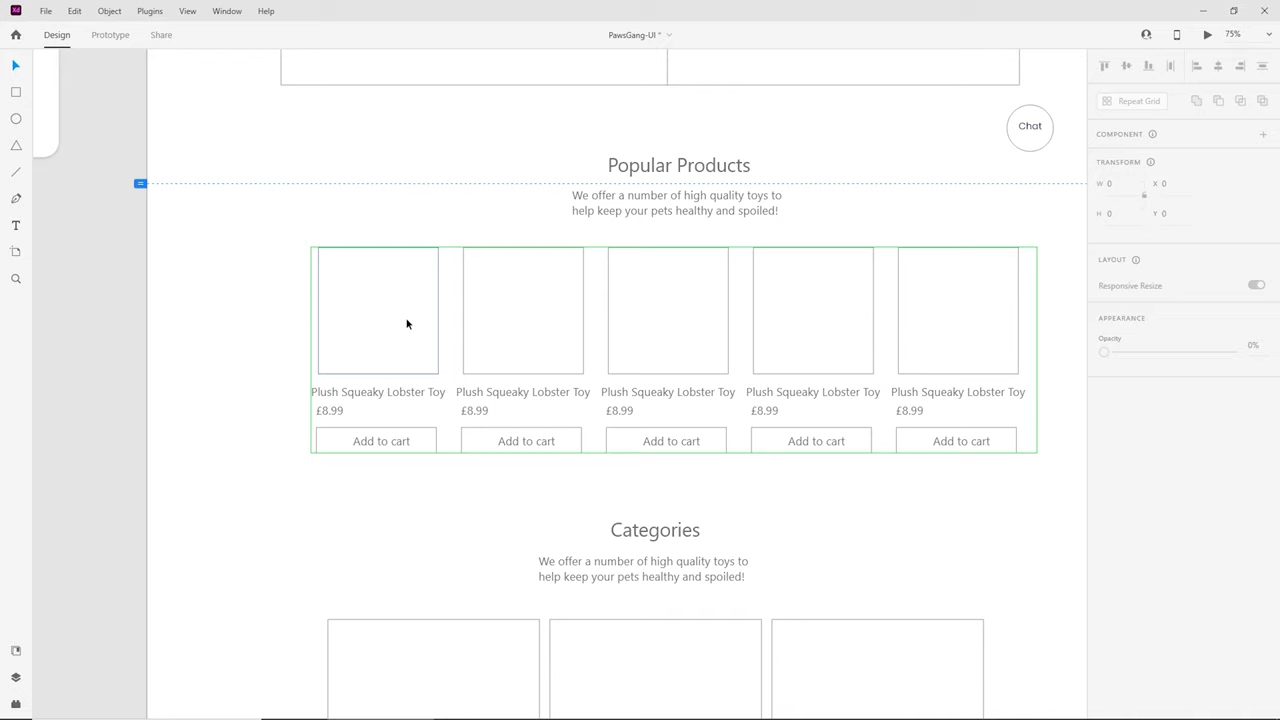 Xd File Edit Object Plugins View Window Help
Design Prototype Share PawsGang-UI * 75%
Repeat Grid
Chat
COMPONENT
Popular Products
TRANSFORM
We offer a number of high quality toys to
help keep your pets healthy and spoiled!
W 0 X 0
H 0 Y 0
LAYOUT
Responsive Resize
APPEARANCE
Opacity
0%
Plush Squeaky Lobster Toy Plush Squeaky Lobster Toy Plush Squeaky Lobster Toy Plush Squeaky Lobster Toy Plush Squeaky Lobster Toy
£8.99 £8.99 £8.99 £8.99 £8.99
Add to cart Add to cart Add to cart Add to cart Add to cart
Categories
We offer a number of high quality toys to
help keep your pets healthy and spoiled!